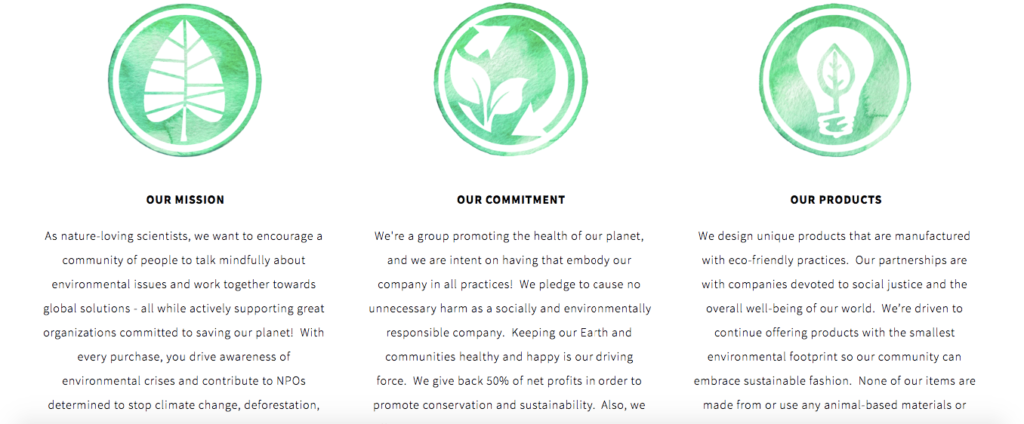 OUR MISSION
As nature-loving scientists, we want to encourage a
community of people to talk mindfully about
environmental issues and work together towards
global solutions - all while actively supporting great
organizations committed to saving our planet!  With
every purchase, you drive awareness of
environmental crises and contribute to NPOs
determined to stop climate change, deforestation,
OUR COMMITMENT
We're a group promoting the health of our planet,
and we are intent on having that embody our
company in all practices!  We pledge to cause no
unnecessary harm as a socially and environmentally
responsible company.  Keeping our Earth and
communities healthy and happy is our driving
force.  We give back 50% of net profits in order to
promote conservation and sustainability.  Also, we
OUR PRODUCTS
We design unique products that are manufactured
with eco-friendly practices.  Our partnerships are
with companies devoted to social justice and the
overall well-being of our world.  We're driven to
continue offering products with the smallest
environmental footprint so our community can
embrace sustainable fashion.  None of our items are
made from or use any animal-based materials or